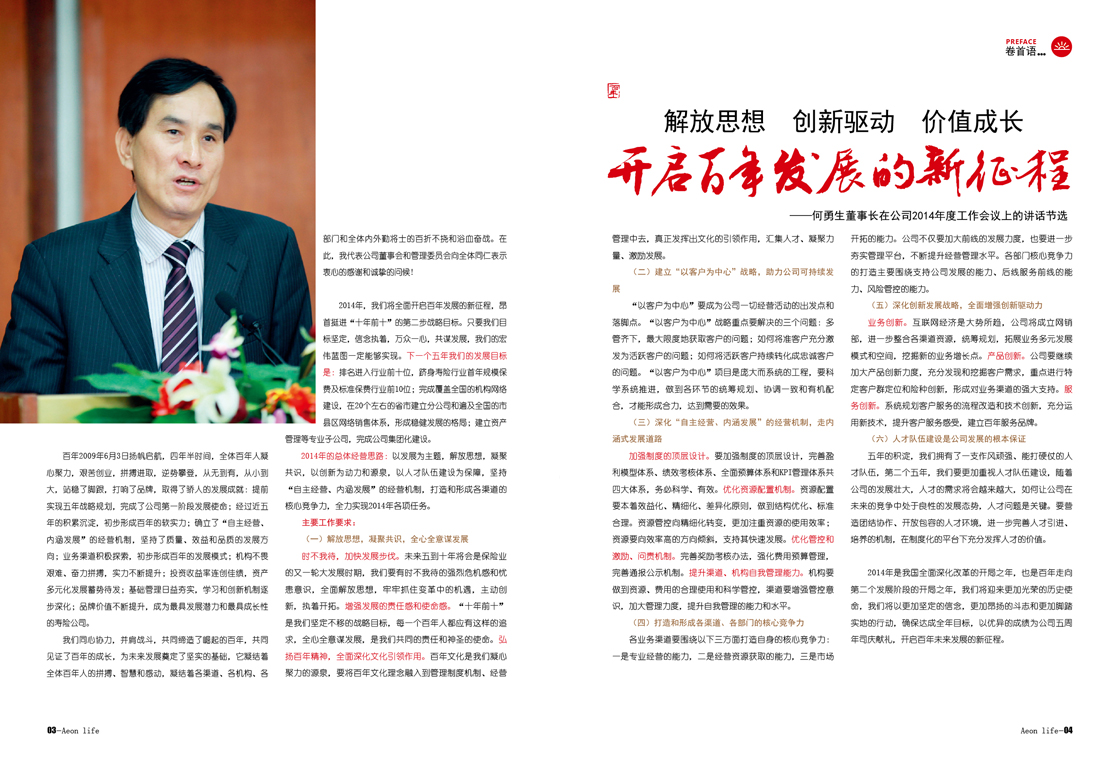 PREFACE
卷首语...
解放思想 创新驱动 价值成长
开启百年发展的新征程
——何勇生董事长在公司2014年度工作会议上的讲话节选
百年2009年6月3日扬帆启航，四年半时间，全体百年人凝
心聚力，艰苦创业，拼搏进取，逆势攀登，从无到有，从小到
大，站稳了脚跟，打响了品牌，取得了骄人的发展成就：提前
实现五年战略规划，完成了公司第一阶段发展使命；经过近五
年的积累沉淀，初步形成百年的软实力；确立了“自主经营、
内涵发展”的经营机制，坚持了质量、效益和品质的发展方
向；业务渠道积极探索，初步形成百年的发展模式；机构不畏
艰难、奋力拼搏，实力不断提升；投资收益率连创佳绩，资产
多元化发展蓄势待发；基础管理日益夯实，学习和创新机制逐
步深化；品牌价值不断提升，成为最具发展潜力和最具成长性
的寿险公司。
我们同心协力，并肩战斗，共同缔造了崛起的百年，共同
见证了百年的成长，为未来发展奠定了坚实的基础，它凝结着
全体百年人的拼搏、智慧和感动，凝结着各渠道、各机构、各
部门和全体内外勤将士的百折不挠和浴血奋战。在
此，我代表公司董事会和管理委员会向全体同仁表示
衷心的感谢和诚挚的问候！
2014年，我们将全面开启百年发展的新征程，昂
首挺进“十年前十”的第二步战略目标。只要我们目
标坚定，信念执着，万众一心，共谋发展，我们的宏
伟蓝图一定能够实现。下一个五年我们的发展目标
是：排名进入行业前十位，跻身寿险行业首年规模保
费及标准保费行业前10位；完成覆盖全国的机构网络
建设，在20个左右的省市建立分公司和遍及全国的市
县区网络销售体系，形成稳健发展的格局；建立资产
管理等专业子公司，完成公司集团化建设。
2014年的总体经营思路：以发展为主题，解放思想，凝聚
共识，以创新为动力和源泉，以人才队伍建设为保障，坚持
“自主经营、内涵发展”的经营机制，打造和形成各渠道的
核心竞争力，全力实现2014年各项任务。
主要工作要求：
（一）解放思想，凝聚共识，全心全意谋发展
时不我待，加快发展步伐。未来五到十年将会是保险业
的又一轮大发展时期，我们要有时不我待的强烈危机感和忧
患意识，全面解放思想，牢牢抓住变革中的机遇，主动创
新，执着开拓。增强发展的责任感和使命感。“十年前十”
是我们坚定不移的战略目标，每一个百年人都应有这样的追
求，全心全意谋发展，是我们共同的责任和神圣的使命。弘
扬百年精神，全面深化文化引领作用。百年文化是我们凝心
聚力的源泉，要将百年文化理念融入到管理制度机制、经营
管理中去，真正发挥出文化的引领作用，汇集人才、凝聚力
量、激励发展。
（二）建立“以客户为中心”战略，助力公司可持续发
展
“以客户为中心”要成为公司一切经营活动的出发点和
落脚点。“以客户为中心”战略重点要解决的三个问题：多
管齐下，最大限度地获取客户的问题；如何将准客户充分激
发为活跃客户的问题；如何将活跃客户持续转化成忠诚客户
的问题。“以客户为中心”项目是庞大而系统的工程，要科
学系统推进，做到各环节的统筹规划、协调一致和有机配
合，才能形成合力，达到需要的效果。
（三）深化“自主经营、内涵发展”的经营机制，走内
涵式发展道路
加强制度的顶层设计。要加强制度的顶层设计，完善盈
利模型体系、绩效考核体系、全面预算体系和KPI管理体系共
四大体系，务必科学、有效。优化资源配置机制。资源配置
要本着效益化、精细化、差异化原则，做到结构优化、标准
合理。资源管控向精细化转变，更加注重资源的使用效率；
资源要向效率高的方向倾斜，支持其快速发展。优化管控和
激励、问责机制。完善奖励考核办法，强化费用预算管理，
完善通报公示机制。提升渠道、机构自我管理能力。机构要
做到资源、费用的合理使用和科学管控，渠道要增强管控意
识，加大管理力度，提升自我管理的能力和水平。
（四）打造和形成各渠道、各部门的核心竞争力
各业务渠道要围绕以下三方面打造自身的核心竞争力：
一是专业经营的能力，二是经营资源获取的能力，三是市场
开拓的能力。公司不仅要加大前线的发展力度，也要进一步
夯实管理平台，不断提升经营管理水平。各部门核心竞争力
的打造主要围绕支持公司发展的能力、后线服务前线的能
力、风险管控的能力。
（五）深化创新发展战略，全面增强创新驱动力
业务创新。互联网经济是大势所趋，公司将成立网销
部，进一步整合各渠道资源，统筹规划，拓展业务多元发展
模式和空间，挖掘新的业务增长点。产品创新。公司要继续
加大产品创新力度，充分发现和挖掘客户需求，重点进行特
定客户群定位和险种创新，形成对业务渠道的强大支持。服
务创新。系统规划客户服务的流程改造和技术创新，充分运
用新技术，提升客户服务感受，建立百年服务品牌。
（六）人才队伍建设是公司发展的根本保证
五年的积淀，我们拥有了一支作风顽强、能打硬仗的人
才队伍，第二个五年，我们要更加重视人才队伍建设，随着
公司的发展壮大，人才的需求将会越来越大，如何让公司在
未来的竞争中处于良性的发展态势，人才问题是关键。要营
造团结协作、开放包容的人才环境，进一步完善人才引进、
培养的机制，在制度化的平台下充分发挥人才的价值。
2014年是我国全面深化改革的开局之年，也是百年走向
第二个发展阶段的开局之年，我们将迎来更加光荣的历史使
命，我们将以更加坚定的信念，更加昂扬的斗志和更加脚踏
实地的行动，确保达成全年目标，以优异的成绩为公司五周
年司庆献礼，开启百年未来发展的新征程。
03-Aeon life
Aeon life-04